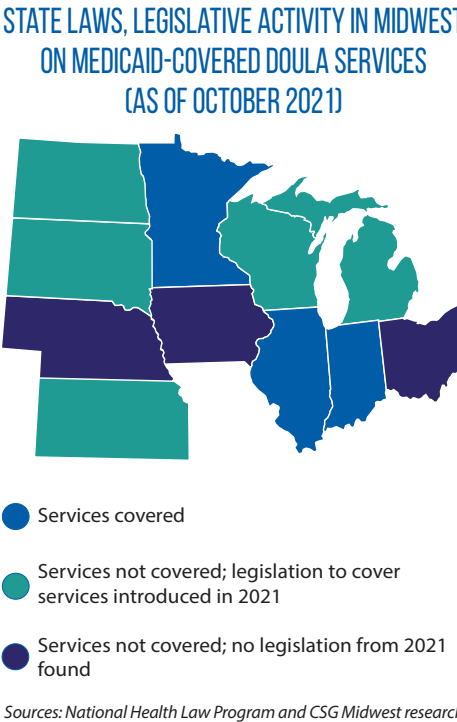 STATE LAWS, LEGISLATIVE ACTIVITY IN MIDWEST
ON MEDICAID-COVERED DOULA SERVICES
(AS OF OCTOBER 2021)
Services covered
Services not covered; legislation to cover
services introduced in 2021
Services not covered; no legislation from 2021
found
Sources: National Health Law Program and CSG Midwest research